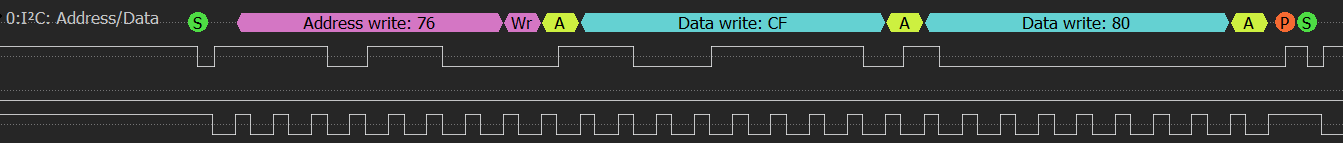 0:I²C: Address/Data S Address write: 76 Wr A Data write: CF A Data write: 80 A P S